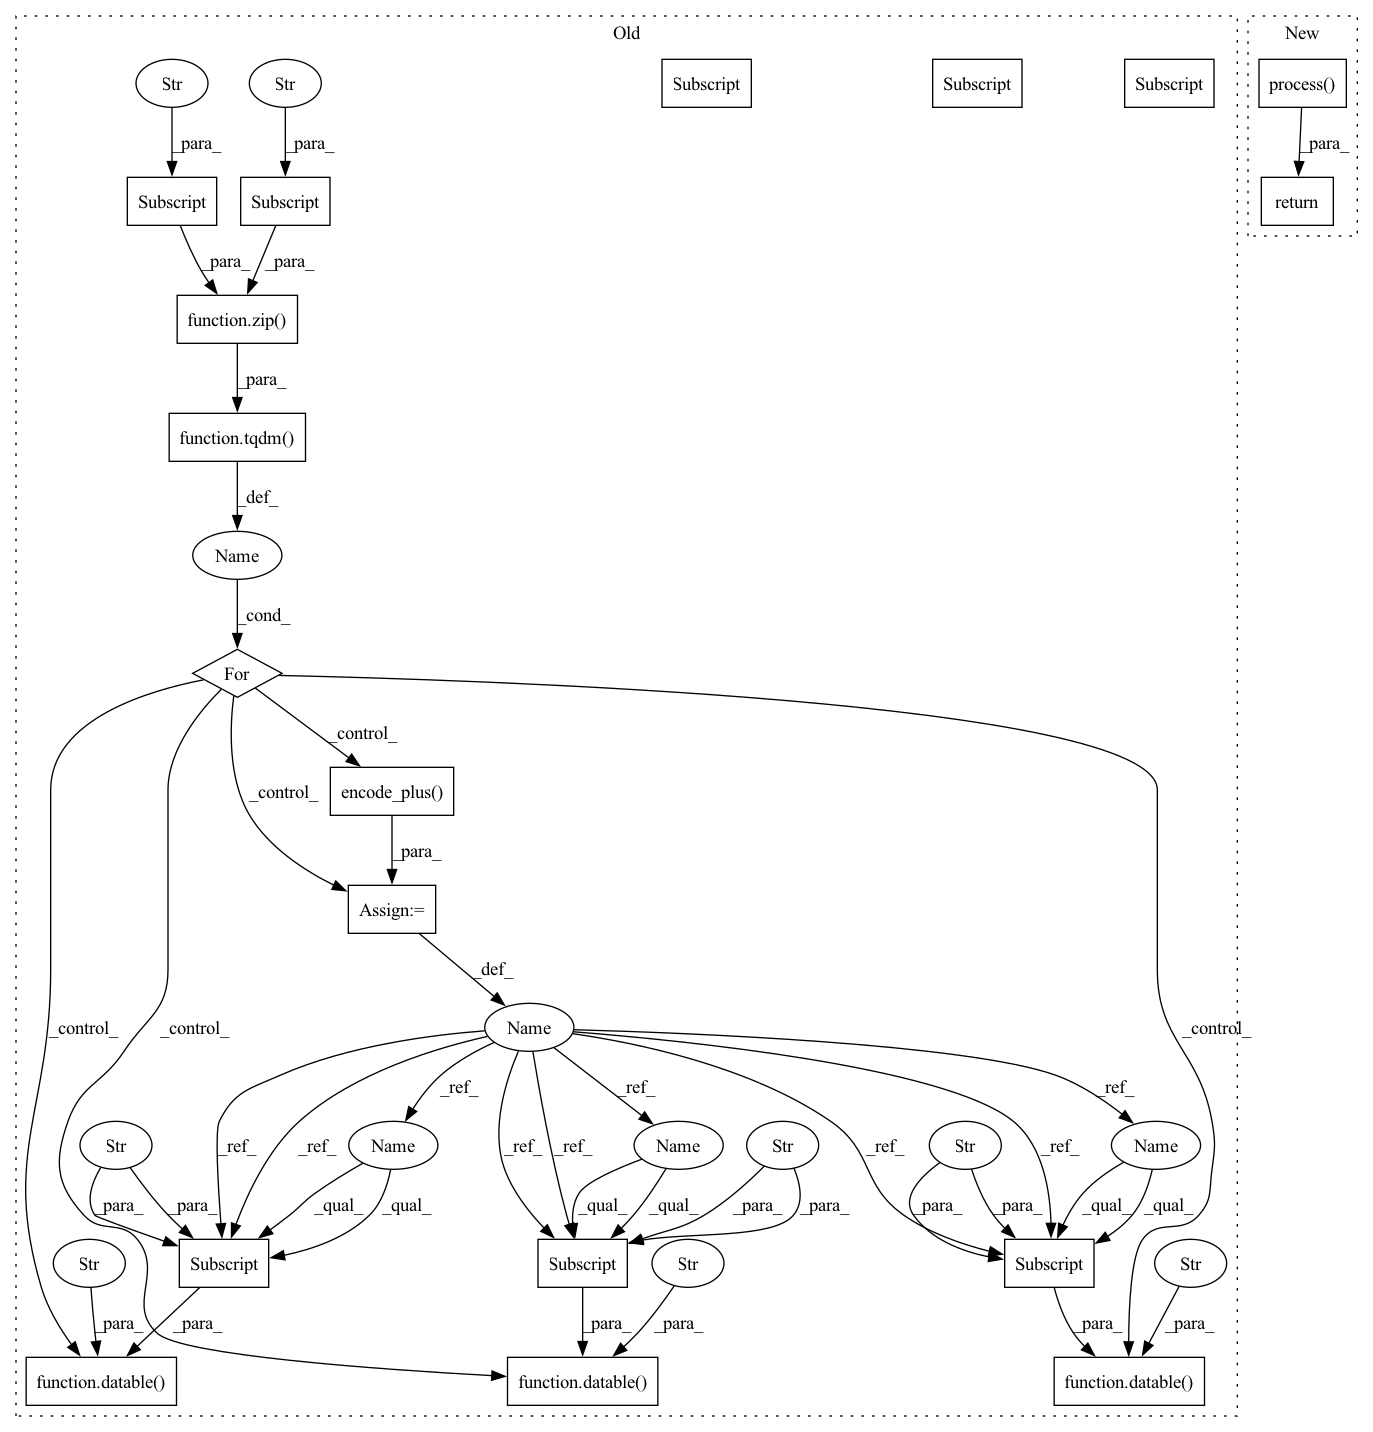 Old
New
Str
Str
Subscript
Subscript
Subscript
process()
_para_
_para_
_para_
Subscript
Subscript
return
_para_
_para_
function.zip()
_para_
function.tqdm()
_def_
Name
_cond_
For
_control_
encode_plus()
_control_
_para_
Assign:=
_def_
Name
_control_
_control_
_control_
_ref_
_ref_
_ref_
Str
Name
Name
Str
Str
Name
_ref_
_ref_
_ref_
_ref_
_ref_
_ref_
_para_
_para_
_qual_
_qual_
_qual_
_qual_
_para_
_para_
_para_
_para_
_qual_
_qual_
Str
Subscript
Subscript
Str
Subscript
Str
_para_
_para_
_para_
_para_
_para_
_para_
function.datable()
function.datable()
function.datable()